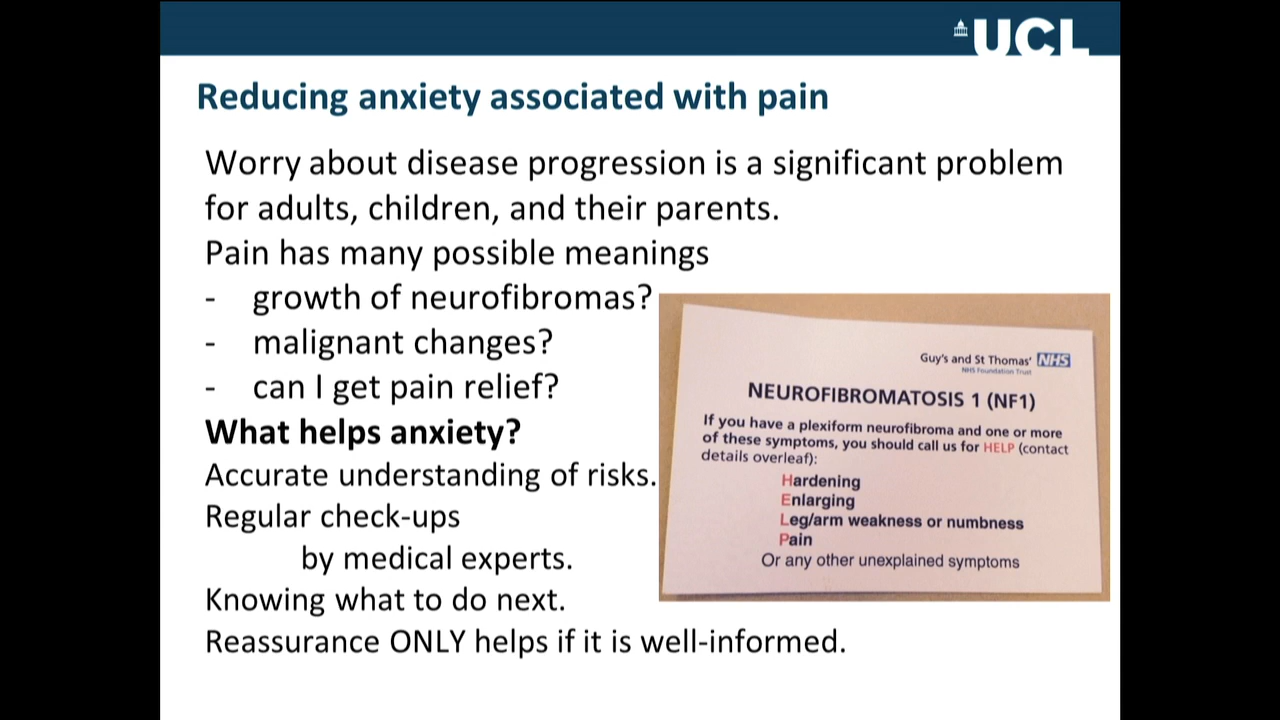 UCL
Reducing anxiety associated with pain
Worry about disease progression is a significant problem
for adults, children, and their parents.
Pain has many possible meanings
- growth of neurofibromas?
- malignant changes?
- can I get pain relief?
What helps anxiety?
Accurate understanding of risks.
Regular check-ups
by medical experts.
Knowing what to do next.
Reassurance ONLY helps if it is well-informed.
Guy's and St Thomas' NHS
NHS Foundation Trust
NEUROFIBROMATOSIS 1 (NF1)
If you have a plexiform neurofibroma and one or more
of these symptoms, you should call us for HELP (contact
details overleaf):
Hardening
Enlarging
Leg/arm weakness or numbness
Pain
Or any other unexplained symptoms